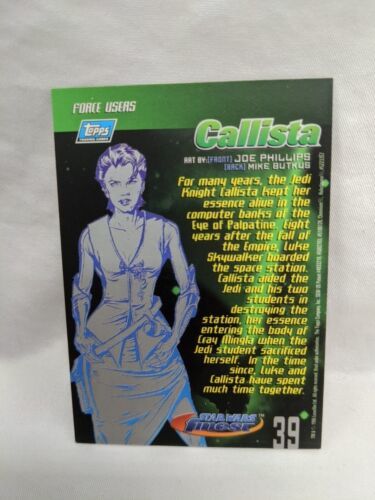 FORCE USERS
Topps
Callista
ART BY: (FRONT) JOE PHILLIPS
(BACK) MIKE BUTKUS
For many years, the Jedi
Knight Callista kept her
essence alive in the
computer banks of the
Eye of Palpatine. Eight
years after the fall of
the Empire, Luke
Skywalker boarded
the space station.
Callista aided the
Jedi and his two
students in
destroying the
station, her essence
entering the body of
Cray Mingla when the
Jedi student sacrificed
herself. In the time
since, Luke and
Callista have spent
much time together.
STAR WARS
FINEST
39